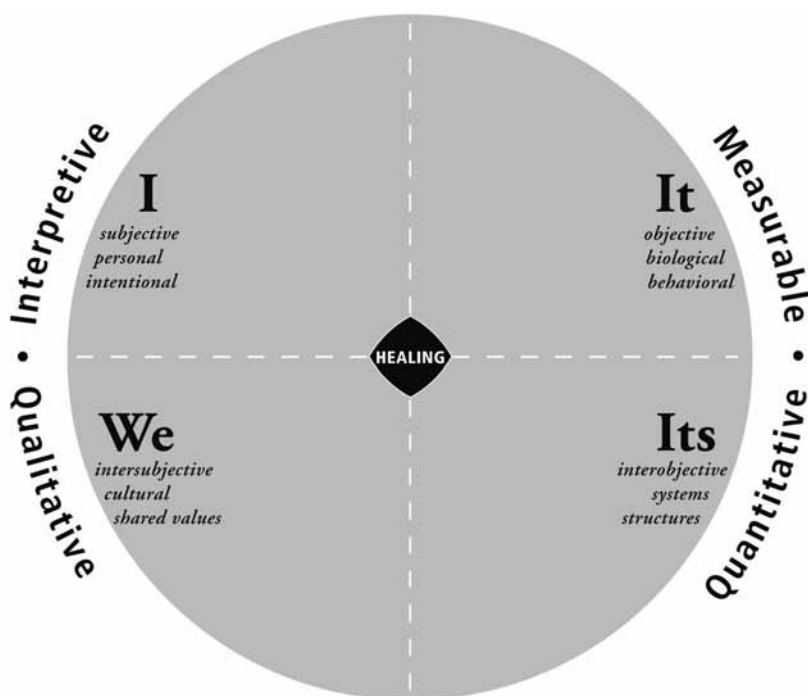 Qualitative • Interpretive
Measurable • Quantitative
I
subjective
personal
intentional
It
objective
biological
behavioral
HEALING
We
intersubjective
cultural
shared values
Its
interobjective
systems
structures